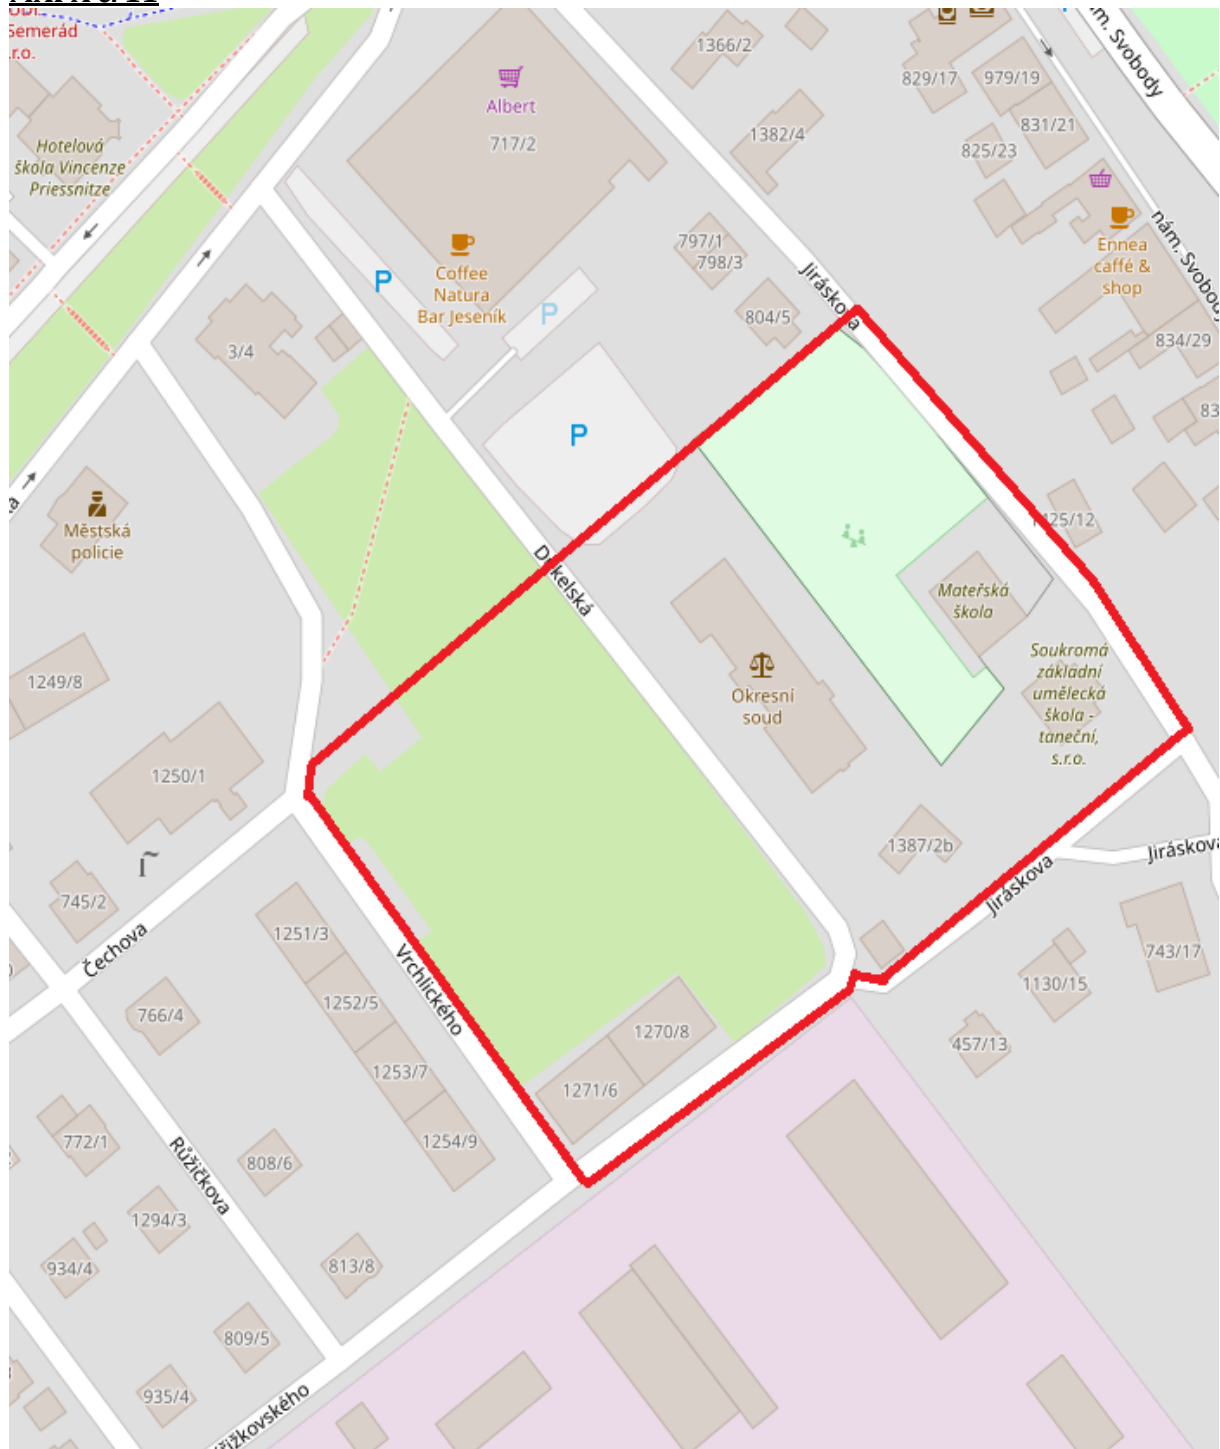 Semerád
Hotelová
škola Vincenze
Priessnitze
Albert
717/2
1366/2
1382/4
829/17
979/19
831/21
825/23
nám. Svobody
Ennea
caffé &
shop
834/29
797/1
798/3
804/5
Jiráskova
P
Coffee
Natura
Bar Jeseník
P
P
3/4
Městská
policie
Dukelská
1425/12
Mateřská
škola
Soukromá
základní
umělecká
škola -
taneční,
s.r.o.
Okresní
soud
1249/8
1250/1
745/2
Čechova
1387/2b
Jiráskova
Jiráskova
743/17
1130/15
457/13
1251/3
1252/5
1253/7
1254/9
Vrchlického
1270/8
1271/6
766/4
772/1
Růžičkova
808/6
1294/3
934/4
813/8
809/5
935/4